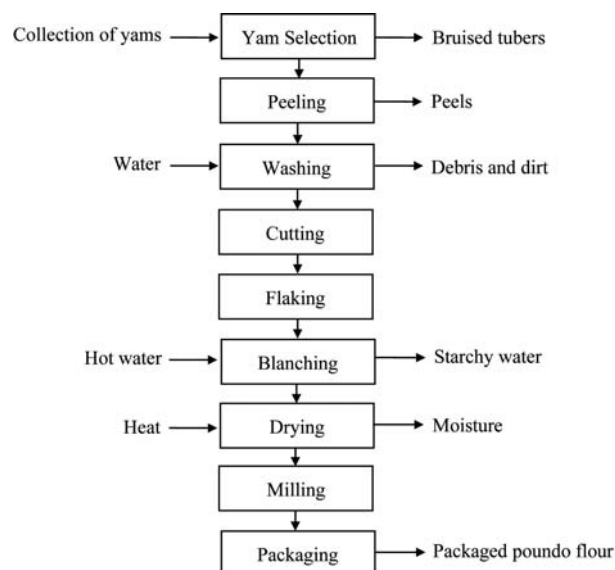 Collection of yams
Yam Selection
Bruised tubers
Peeling
Peels
Water
Washing
Debris and dirt
Cutting
Flaking
Hot water
Blanching
Starchy water
Heat
Drying
Moisture
Milling
Packaging
Packaged poundo flour